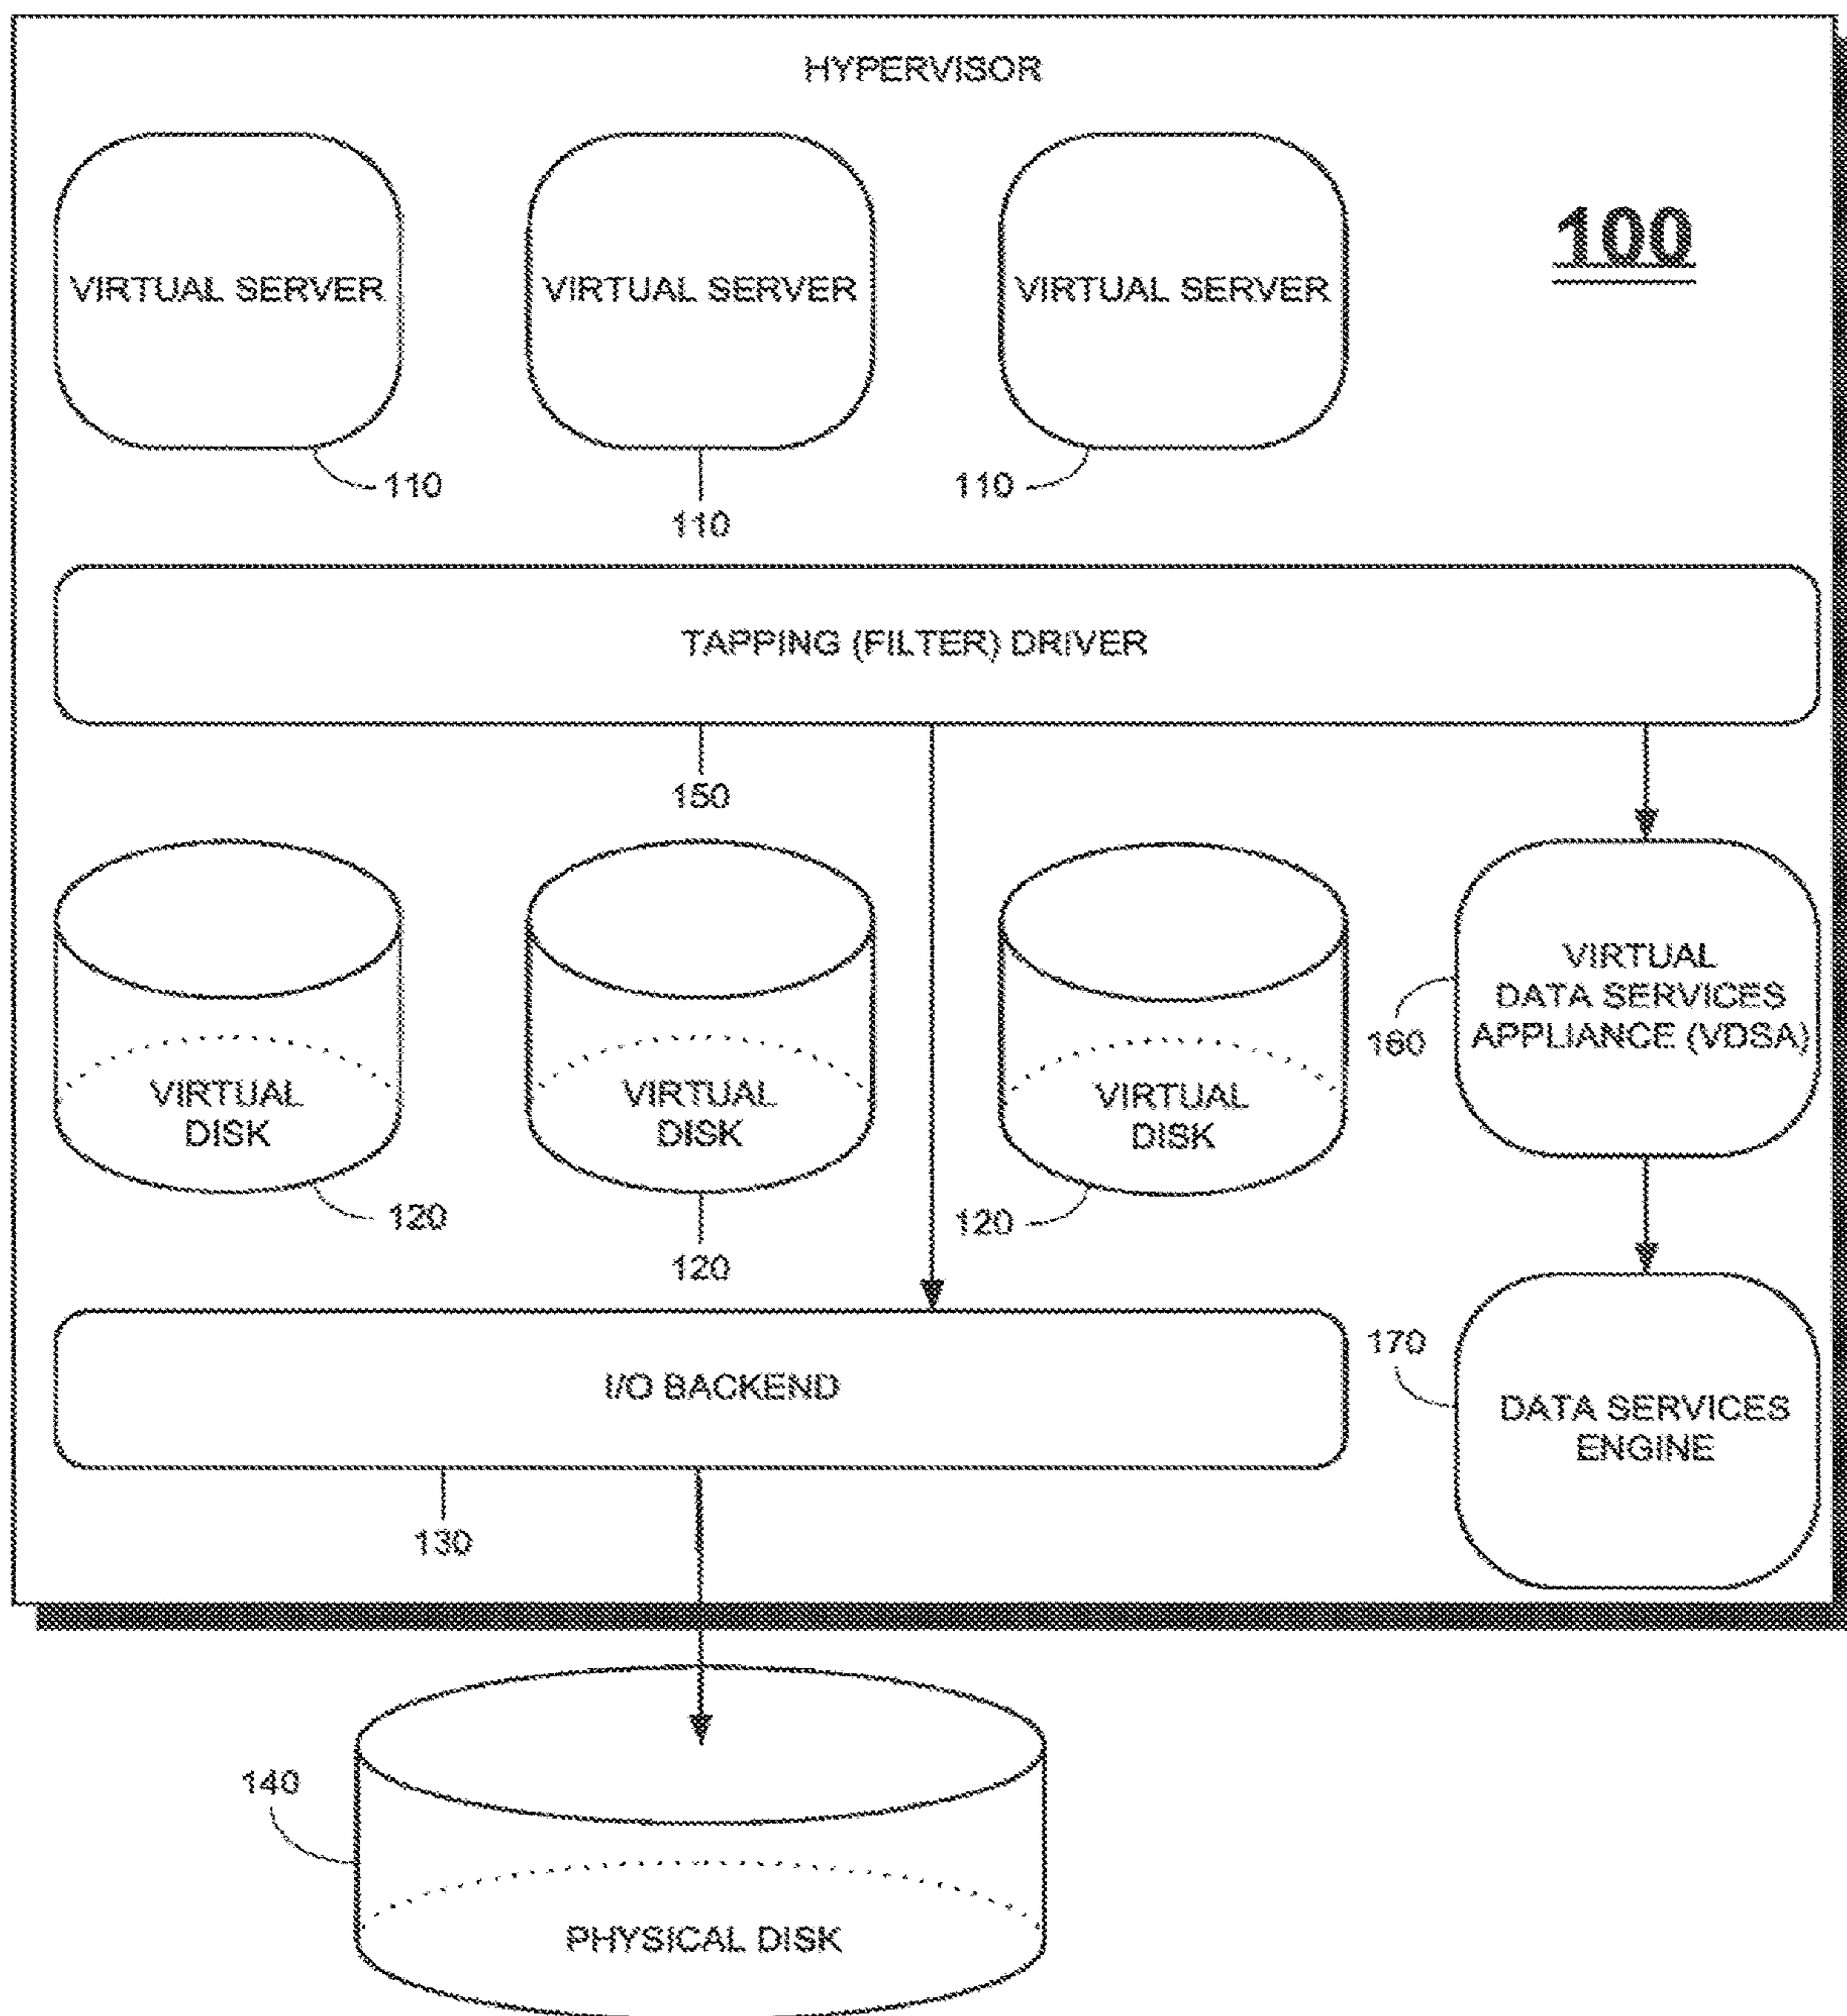 HYPERVISOR
100
VIRTUAL SERVER
VIRTUAL SERVER
VIRTUAL SERVER
110
110
110
TAPPING (FILTER) DRIVER
150
VIRTUAL
DISK
VIRTUAL
DISK
VIRTUAL
DISK
VIRTUAL
DATA SERVICES
APPLIANCE (VDSA)
160
120
120
120
I/O BACKEND
130
170
DATA SERVICES
ENGINE
140
PHYSICAL DISK